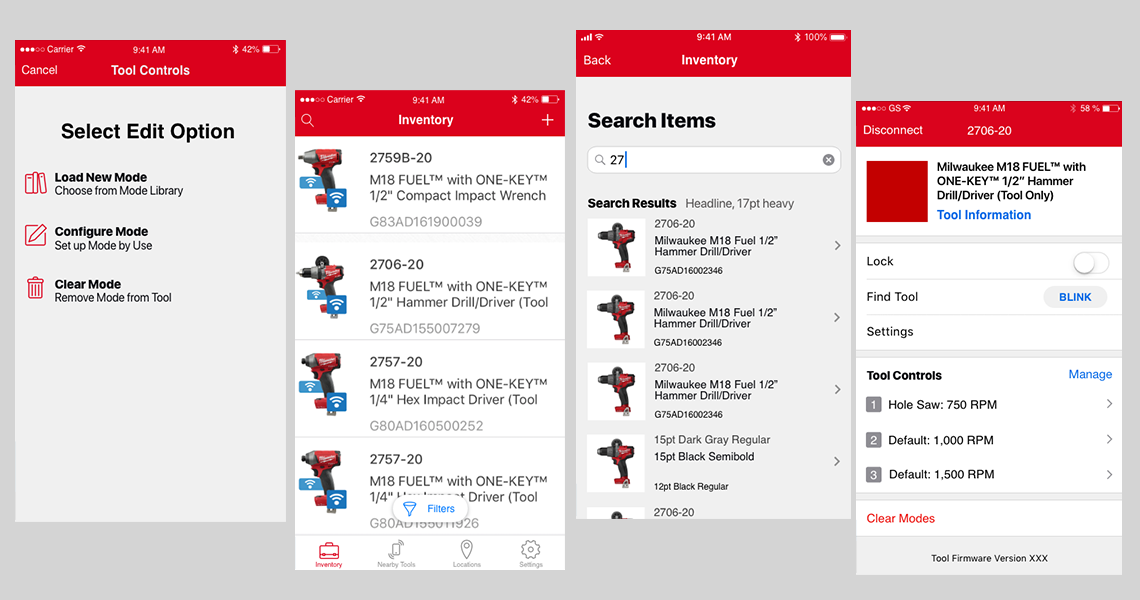 ●●●○○ Carrier 9:41 AM 42%
Cancel Tool Controls
Select Edit Option
Load New Mode
Choose from Mode Library
Configure Mode
Set up Mode by Use
Clear Mode
Remove Mode from Tool
●●●○○ Carrier 9:41 AM 42%
Inventory
2759B-20
M18 FUEL™ with ONE-KEY™
1/2" Compact Impact Wrench
G83AD161900039
2706-20
M18 FUEL™ with ONE-KEY™
1/2" Hammer Drill/Driver (Tool
G75AD155007279
2757-20
M18 FUEL™ with ONE-KEY™
1/4" Hex Impact Driver (Tool
G80AD160500252
2757-20
M18 FUEL™ with ONE-KEY™
1/4" Hex Impact Driver (Tool
Filters
G80AD155011926
Inventory Nearby Tools Locations Settings
9:41 AM 100%
Back Inventory
Search Items
27
Search Results Headline, 17pt heavy
2706-20
Milwaukee M18 Fuel 1/2"
Hammer Drill/Driver
G75AD16002346
2706-20
Milwaukee M18 Fuel 1/2"
Hammer Drill/Driver
G75AD16002346
2706-20
Milwaukee M18 Fuel 1/2"
Hammer Drill/Driver
G75AD16002346
15pt Dark Gray Regular
15pt Black Semibold
12pt Black Regular
2706-20
●●●○○ GS 9:41 AM 58 %
Disconnect 2706-20
Milwaukee M18 FUEL™ with
ONE-KEY™ 1/2" Hammer
Drill/Driver (Tool Only)
Tool Information
Lock
Find Tool BLINK
Settings
Tool Controls Manage
1 Hole Saw: 750 RPM
2 Default: 1,000 RPM
3 Default: 1,500 RPM
Clear Modes
Tool Firmware Version XXX